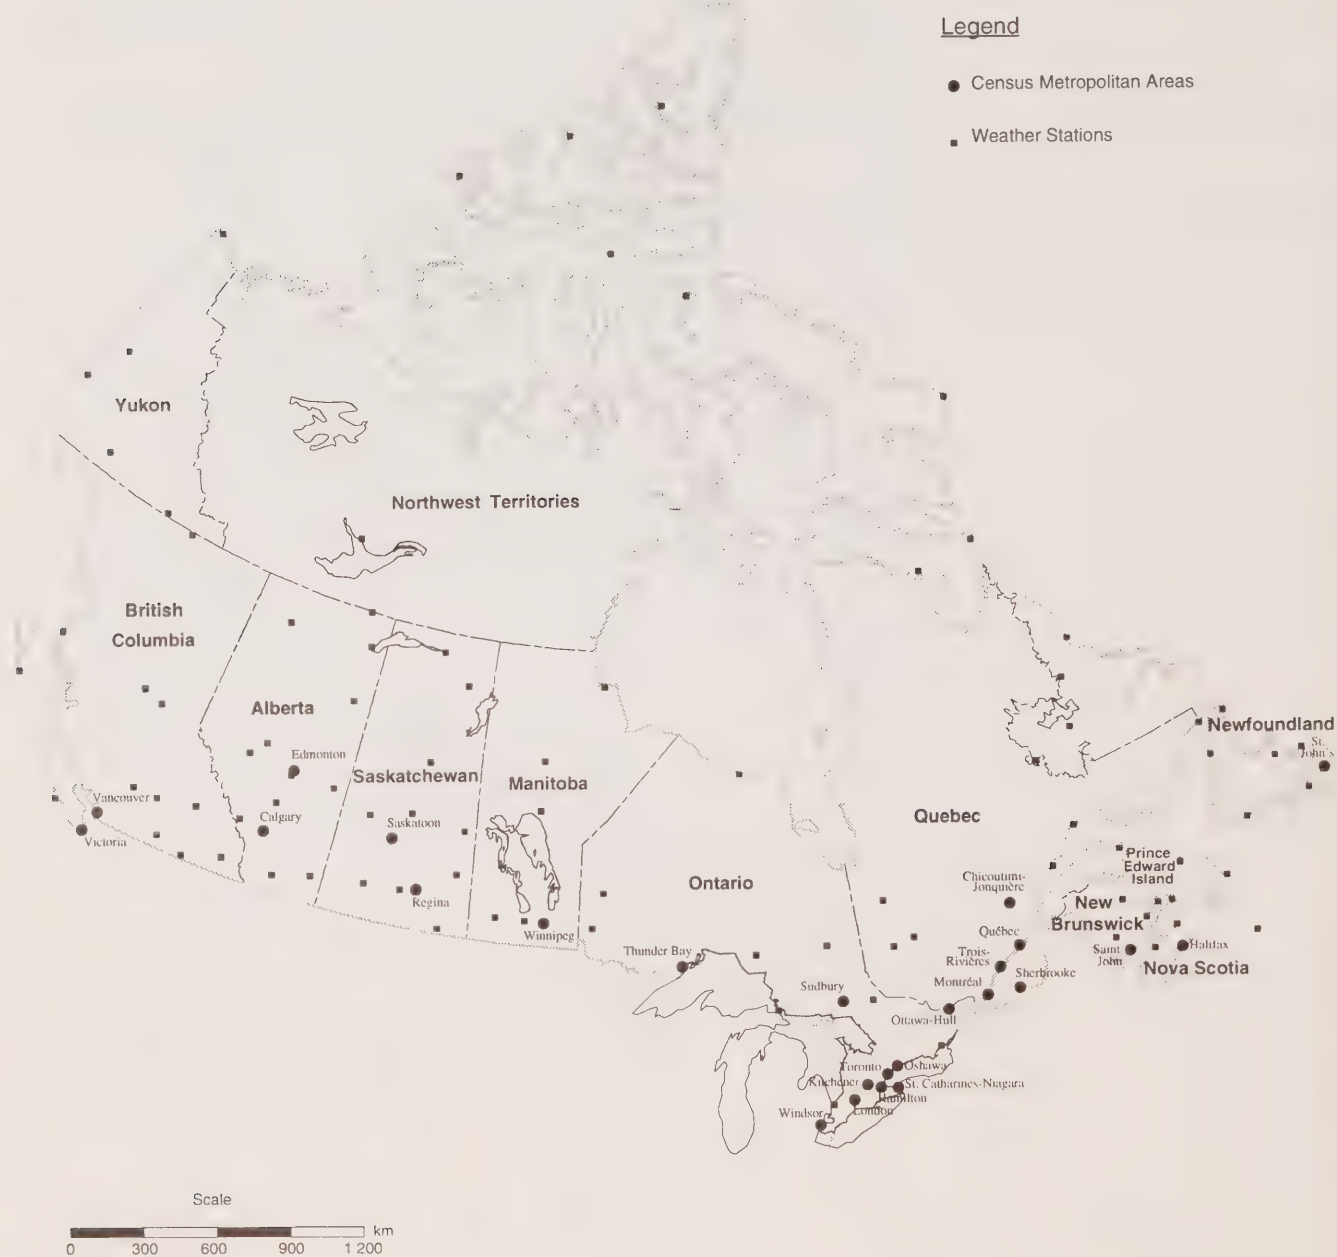 Legend
Census Metropolitan Areas
Weather Stations
Yukon
Northwest Territories
British
Columbia
Alberta
Edmonton
Saskatchewan
Manitoba
Newfoundland
St.
John's
Vancouver
Victoria
Calgary
Saskatoon
Regina
Winnipeg
Quebec
Ontario
Prince
Edward
Island
Chicoutimi-
Jonquière
New
Brunswick
Québec
Trois-
Rivières
Saint
John
Halifax
Nova Scotia
Thunder Bay
Sudbury
Montréal
Sherbrooke
Ottawa-Hull
Toronto
Oshawa
Kitchener
St. Catharines-Niagara
Hamilton
London
Windsor
Scale
km
0 300 600 900 1 200